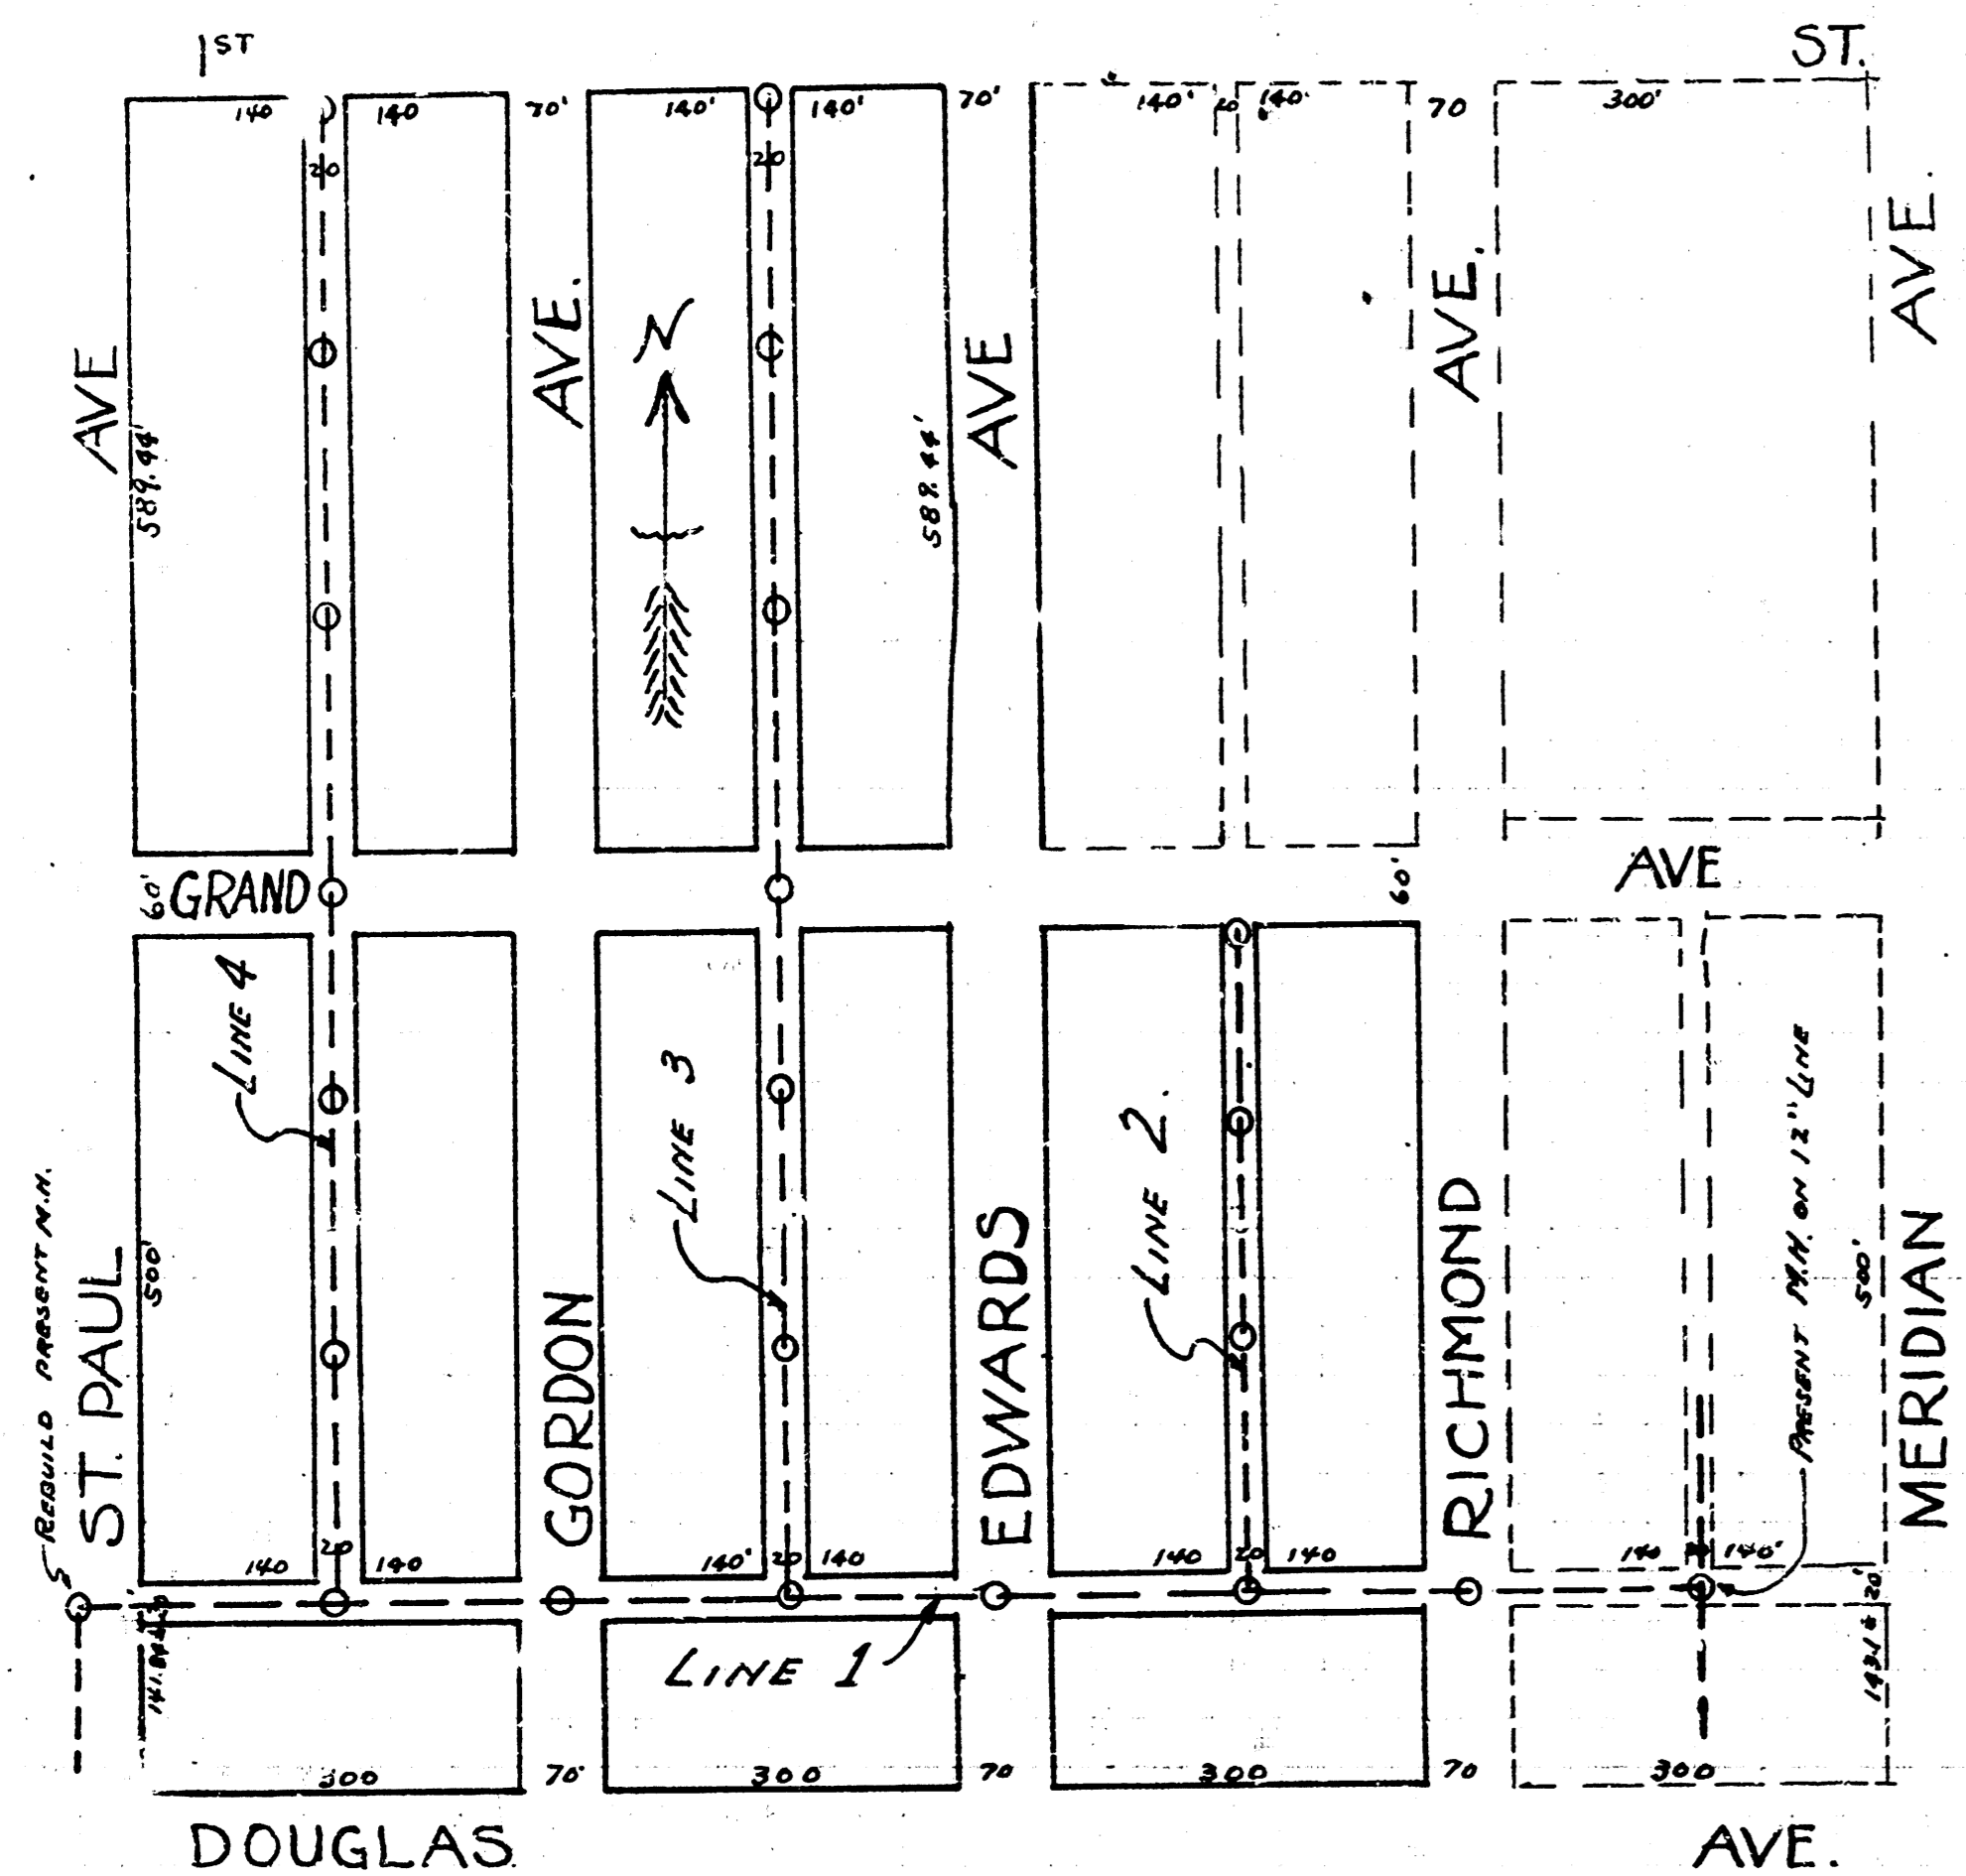 1ST
ST.
140
140
70'
140'
140'
70'
140'
20
140'
70
300'
20
20
AVE
AVE.
AVE
AVE.
AVE.
N
589.44'
589.44'
60'
GRAND
60'
AVE
LINE 4
LINE 3
LINE 2.
PRESENT M.H. ON 12" LINE
REBUILD PRESENT M.H.
ST. PAUL
500'
GORDON
EDWARDS
RICHMOND
500'
MERIDIAN
140
20
140
140'
20
140
140
20
140
140
140'
20'
LINE 1
300
70'
300
70
300
70
300
DOUGLAS
AVE.